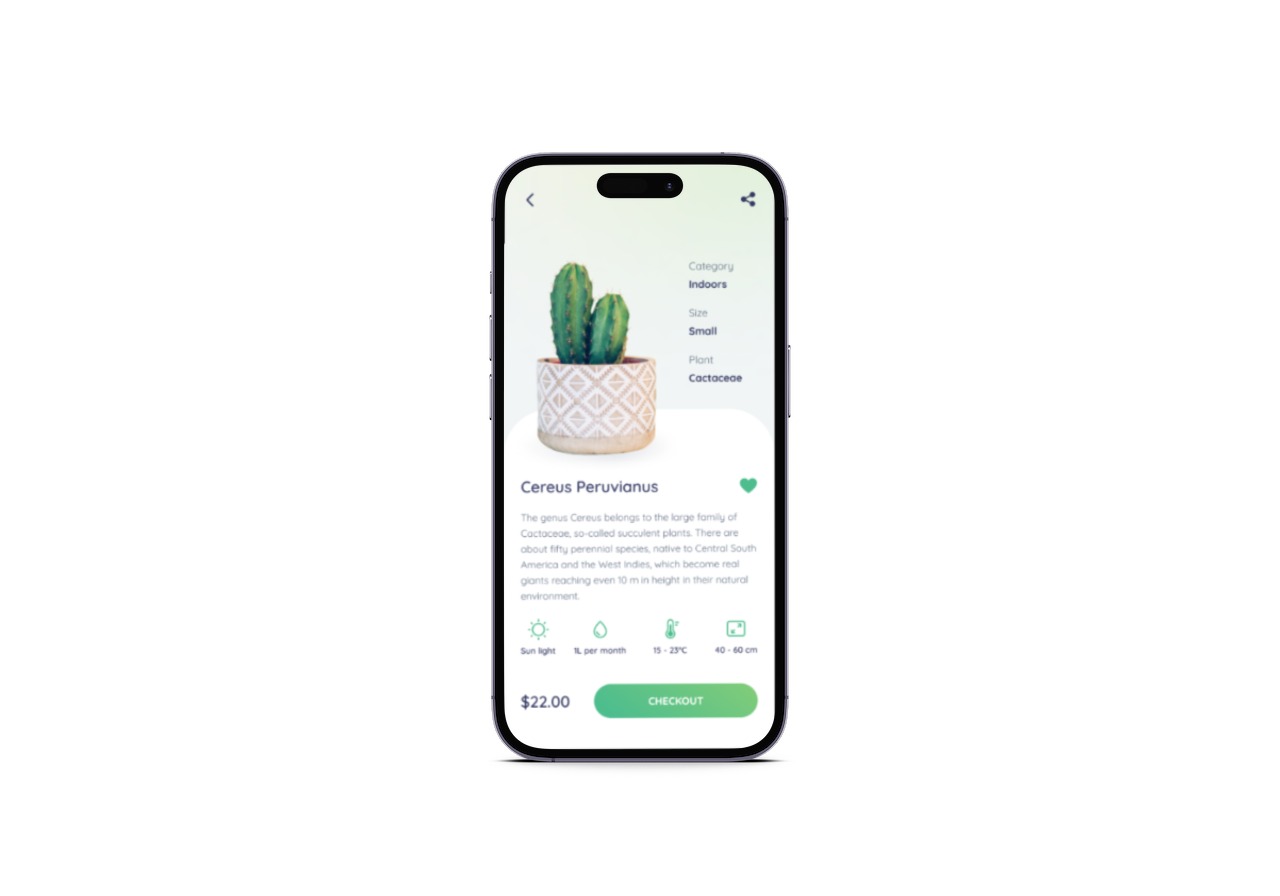 Category
Indoors
Size
Small
Plant
Cactaceae
Cereus Peruvianus
The genus Cereus belongs to the large family of
Cactaceae, so-called succulent plants. There are
about fifty perennial species, native to Central South
America and the West Indies, which become real
giants reaching even 10 m in height in their natural
environment.
Sun light
1L per month
15 - 23°C
40 - 60 cm
$22.00
CHECKOUT